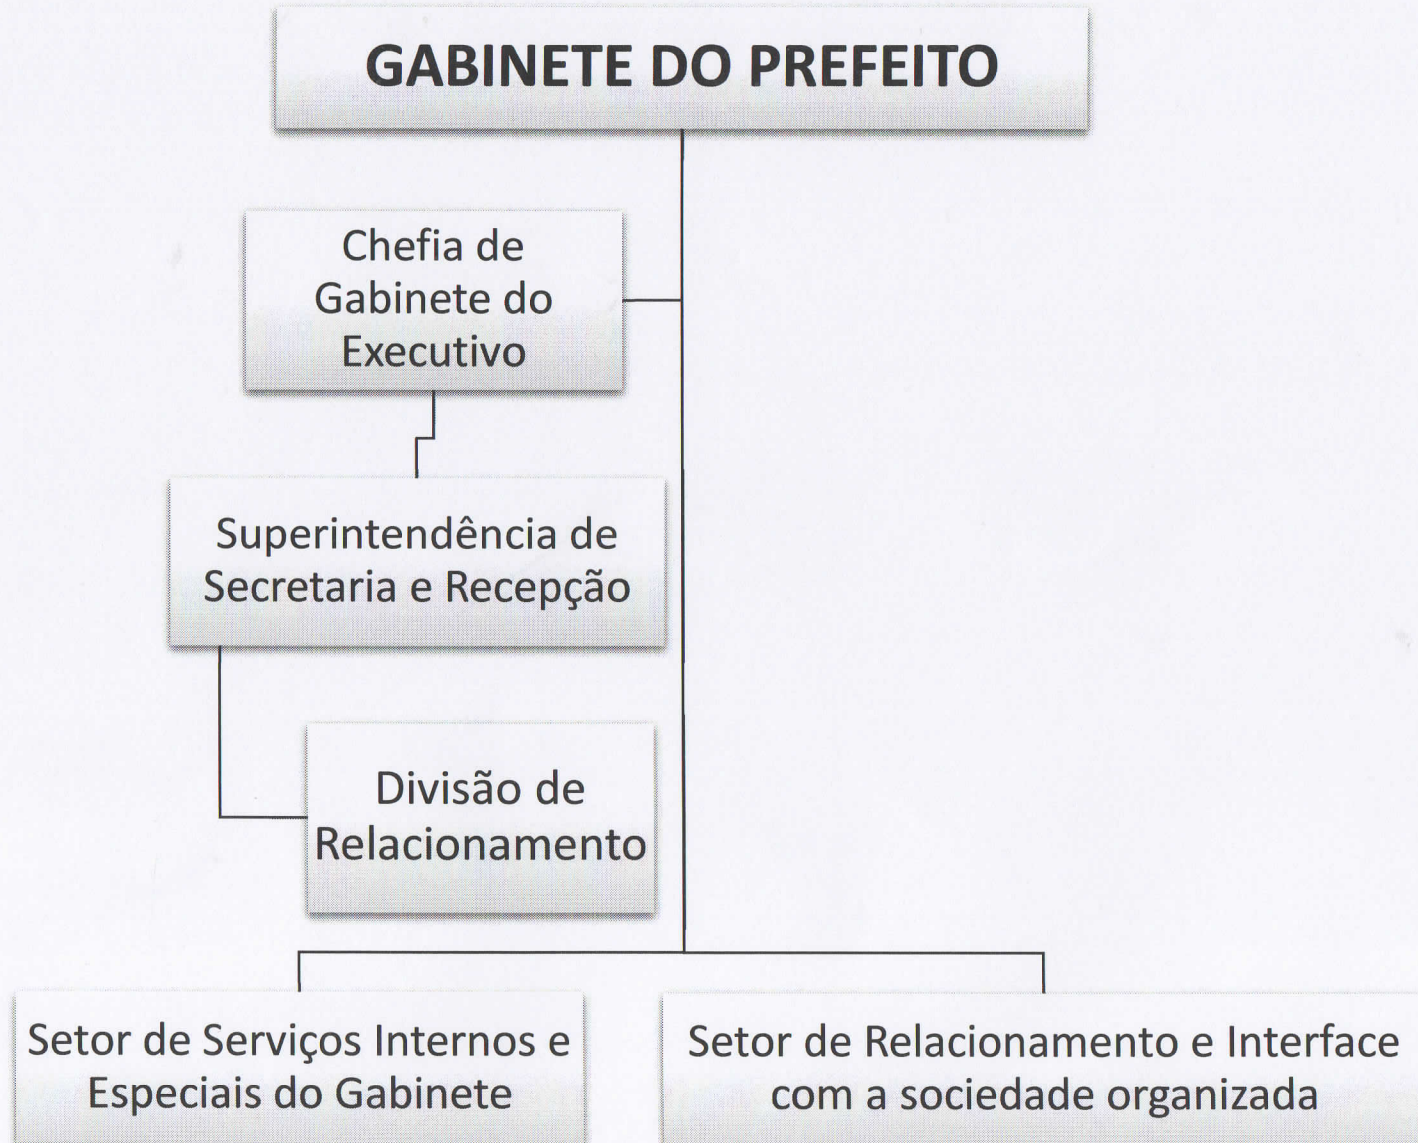 GABINETE DO PREFEITO
Chefia de
Gabinete do
Executivo
Superintendência de
Secretaria e Recepção
Divisão de
Relacionamento
Setor de Serviços Internos e
Especiais do Gabinete
Setor de Relacionamento e Interface
com a sociedade organizada